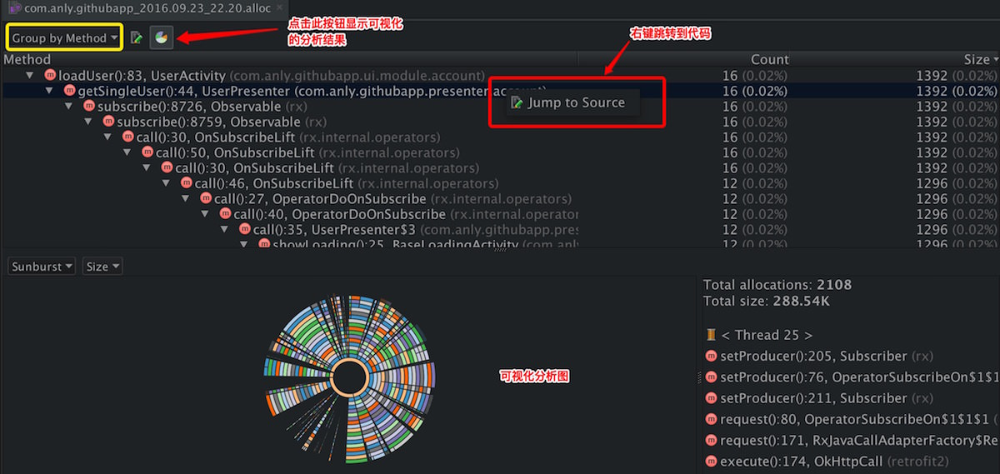 com.anly.githubapp_2016.09.23_22.20.alloc
点击此按钮显示可视化
的分析结果
右键跳转到代码
Group by Method
Method Count Size
loadUser():83, UserActivity (com.anly.githubapp.ui.module.account) 16 (0.02%) 1392 (0.02%)
getSingleUser():44, UserPresenter (com.anly.githubapp.presenter.account) 16 (0.02%) 1392 (0.02%)
Jump to Source
subscribe():8726, Observable (rx) 16 (0.02%) 1392 (0.02%)
subscribe():8759, Observable (rx) 16 (0.02%) 1392 (0.02%)
call():30, OnSubscribeLift (rx.internal.operators) 16 (0.02%) 1392 (0.02%)
call():50, OnSubscribeLift (rx.internal.operators) 16 (0.02%) 1392 (0.02%)
call():30, OnSubscribeLift (rx.internal.operators) 16 (0.02%) 1392 (0.02%)
call():46, OnSubscribeLift (rx.internal.operators) 12 (0.02%) 1296 (0.02%)
call():27, OperatorDoOnSubscribe (rx.internal.operators) 12 (0.02%) 1296 (0.02%)
call():40, OperatorDoOnSubscribe (rx.internal.operator 12 (0.02%) 1296 (0.02%)
call():35, UserPresenter$3 (com.anly.githubapp.pres 12 (0.02%) 1296 (0.02%)
showLoading():25, BaseLoadingActivity (com.anly 12 (0.02%) 1296 (0.02%)
Sunburst Size
Total allocations: 2108
Total size: 288.54K
< Thread 25 >
setProducer():205, Subscriber (rx)
setProducer():76, OperatorSubscribeOn$1$1
setProducer():211, Subscriber (rx)
request():80, OperatorSubscribeOn$1$1$1 (
request():171, RxJavaCallAdapterFactory$Re
execute():174, OkHttpCall (retrofit2)
可视化分析图